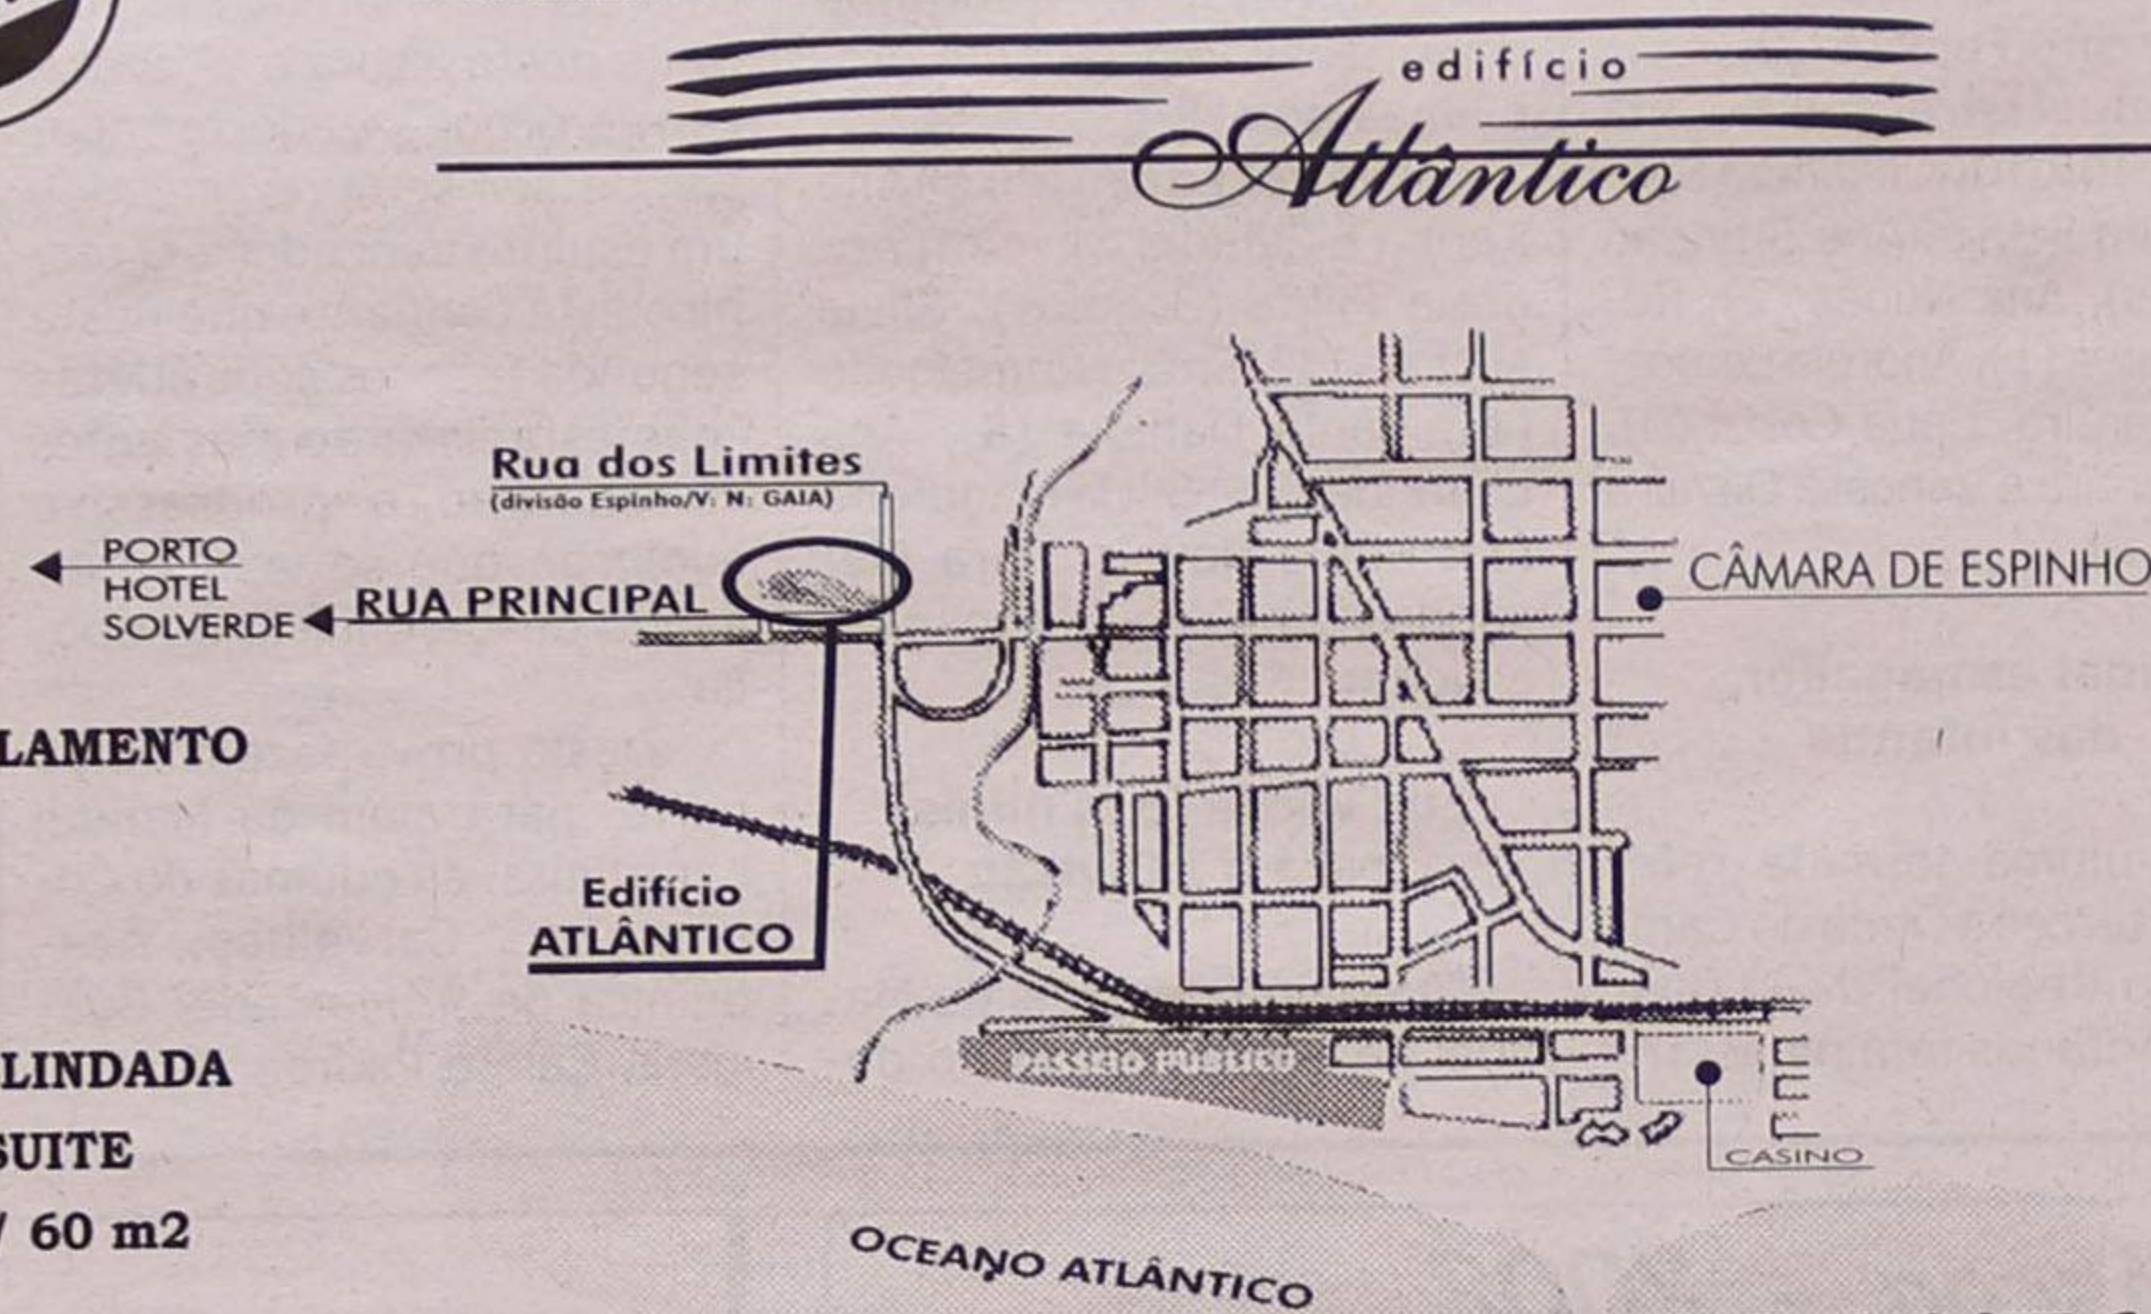 edifício
Atlântico
Rua dos Limites
(divisão Espinho/V: N: GAIA)
PORTO
HOTEL
SOLVERDE
RUA PRINCIPAL
CÂMARA DE ESPINHO
LAMENTO
Edifício
ATLÂNTICO
PASSEIO PUBLICO
LINDADA
SUITE
CASINO
/ 60 m2
OCEANO ATLÂNTICO